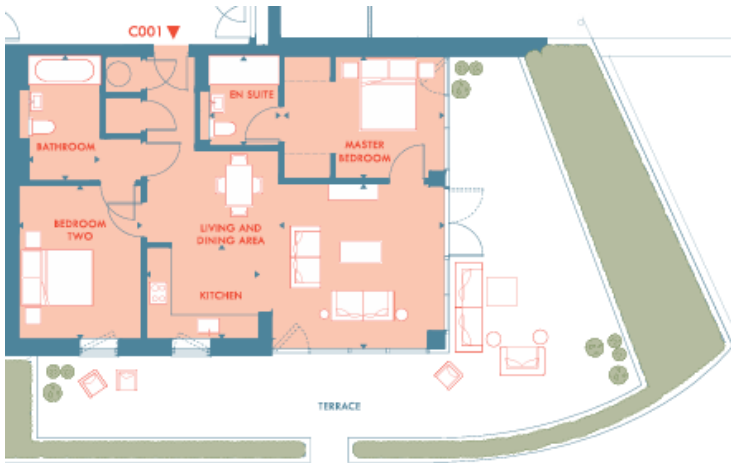 C001
EN SUITE
BATHROOM
MASTER
BEDROOM
BEDROOM
TWO
LIVING AND
DINING AREA
KITCHEN
TERRACE